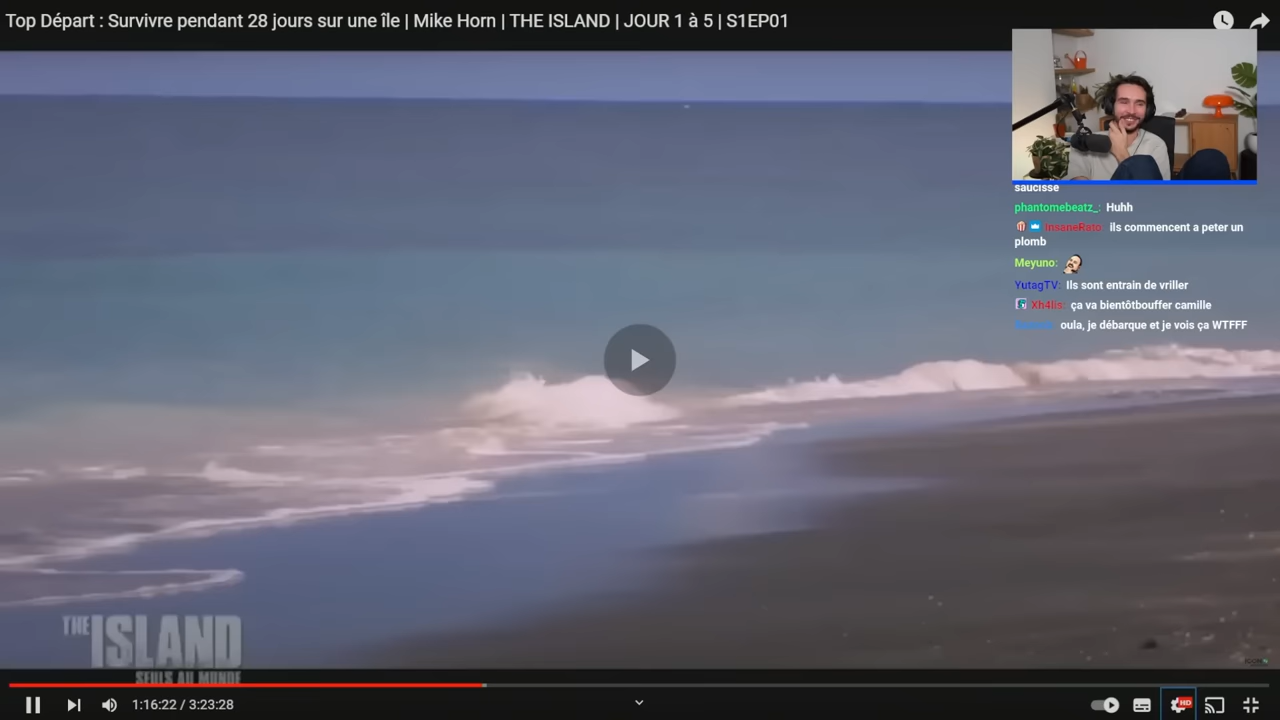 Top Départ : Survivre pendant 28 jours sur une île | Mike Horn | THE ISLAND | JOUR 1 à 5 | S1EP01
saucisse
phantomebeatz_: Huhh
InsaneRato: ils commencent a peter un
plomb
Meyuno:
YutagTV: Ils sont entrain de vriller
Xh4lis: ça va bientôtbouffer camille
oula, je débarque et je vois ça WTFFF
THE ISLAND
SEULS AU MONDE
1:16:22 / 3:23:28
HD